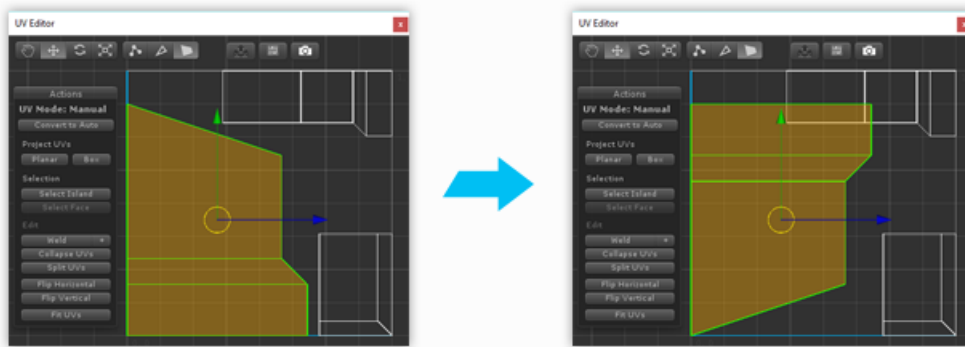 UV Editor
x
Actions
UV Mode: Manual
Convert to Auto
Project UVs
Planar Box
Selection
Select Island
Select Face
Edit
Weld +
Collapse UVs
Split UVs
Flip Horizontal
Flip Vertical
Fit UVs
UV Editor
x
Actions
UV Mode: Manual
Convert to Auto
Project UVs
Planar Box
Selection
Select Island
Select Face
Edit
Weld +
Collapse UVs
Split UVs
Flip Horizontal
Flip Vertical
Fit UVs